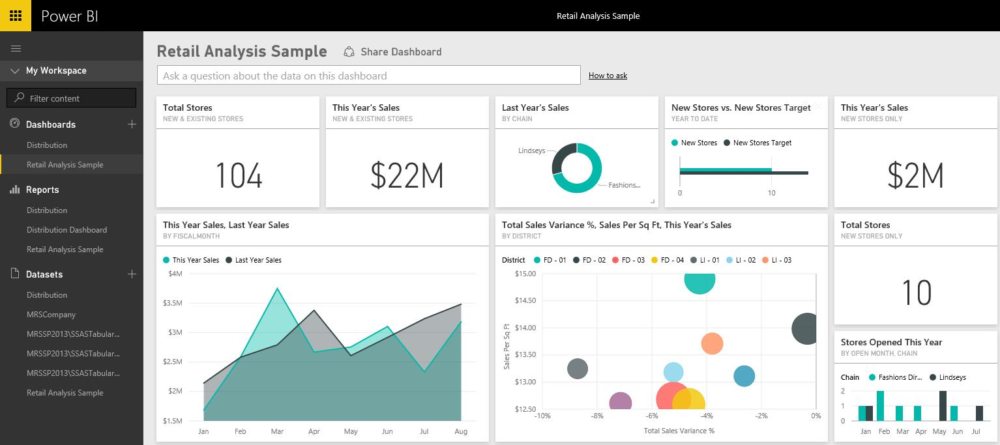 Power BI
Retail Analysis Sample
My Workspace
Filter content
Dashboards
Distribution
Retail Analysis Sample
Reports
Distribution
Distribution Dashboard
Retail Analysis Sample
Datasets
Distribution
MRSCompany
MRSSP2013\SSASTabular...
MRSSP2013\SSASTabular...
MRSSP2013\SSASTabular...
Retail Analysis Sample
Retail Analysis Sample
Share Dashboard
Ask a question about the data on this dashboard
How to ask
Total Stores
NEW & EXISTING STORES
104
This Year's Sales
NEW & EXISTING STORES
$22M
Last Year's Sales
BY CHAIN
Lindseys
Fashions...
New Stores vs. New Stores Target
YEAR TO DATE
New Stores New Stores Target
0 10
This Year's Sales
NEW STORES ONLY
$2M
This Year Sales, Last Year Sales
BY FISCALMONTH
This Year Sales Last Year Sales
$4M
$3.5M
$3M
$2.5M
$2M
$1.5M
Jan Feb Mar Apr May Jun Jul Aug
Total Sales Variance %, Sales Per Sq Ft, This Year's Sales
BY DISTRICT
District FD - 01 FD - 02 FD - 03 FD - 04 LI - 01 LI - 02 LI - 03
Sales Per Sq Ft
$15.00
$14.50
$14.00
$13.50
$13.00
$12.50
-10% -8% -6% -4% -2% 0%
Total Sales Variance %
Total Stores
NEW STORES ONLY
10
Stores Opened This Year
BY OPEN MONTH, CHAIN
Chain Fashions Dir... Lindseys
2
1
0
Jan Feb Mar Apr May Jun Jul